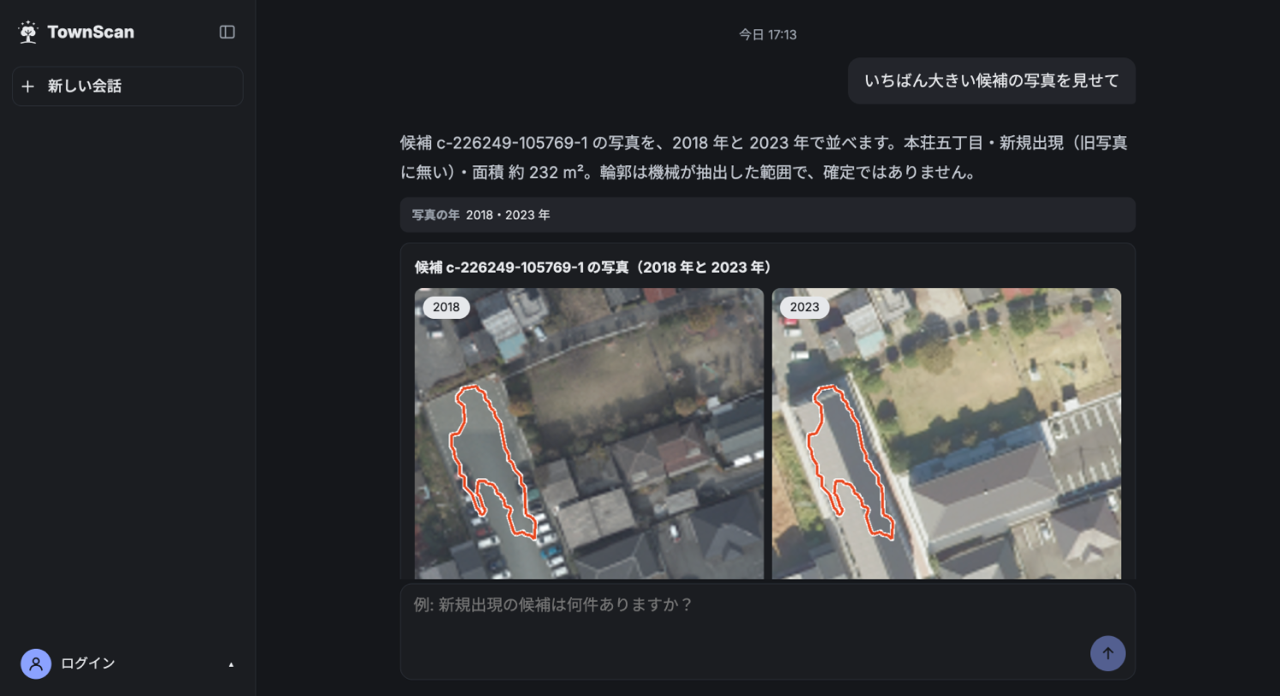 TownScan
新しい会話
今日 17:13
いちばん大きい候補の写真を見せて
候補 c-226249-105769-1 の写真を、2018 年と 2023 年で並べます。本荘五丁目・新規出現（旧写真
に無い）・面積 約 232 m²。輪郭は機械が抽出した範囲で、確定ではありません。
写真の年 2018・2023 年
候補 c-226249-105769-1 の写真（2018 年と 2023 年）
2018
2023
例: 新規出現の候補は何件ありますか？
ログイン